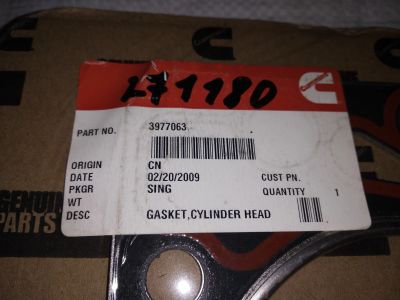 271180
PART NO. 3977063
ORIGIN CN
DATE 02/20/2009 CUST PN.
PKGR SING QUANTITY 1
WT
DESC GASKET,CYLINDER HEAD
GENUINE
PARTS